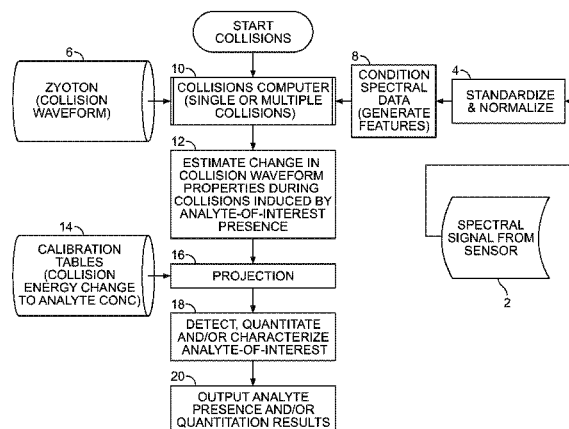 START
COLLISIONS
6
ZYOTON
(COLLISION
WAVEFORM)
10
COLLISIONS COMPUTER
(SINGLE OR MULTIPLE
COLLISIONS)
8
CONDITION
SPECTRAL
DATA
(GENERATE
FEATURES)
4
STANDARDIZE
& NORMALIZE
12
ESTIMATE CHANGE IN
COLLISION WAVEFORM
PROPERTIES DURING
COLLISIONS INDUCED BY
ANALYTE-OF-INTEREST
PRESENCE
SPECTRAL
SIGNAL FROM
SENSOR
2
14
CALIBRATION
TABLES
(COLLISION
ENERGY CHANGE
TO ANALYTE CONC)
16
PROJECTION
18
DETECT, QUANTITATE
AND/OR CHARACTERIZE
ANALYTE-OF-INTEREST
20
OUTPUT ANALYTE
PRESENCE AND/OR
QUANTITATION RESULTS